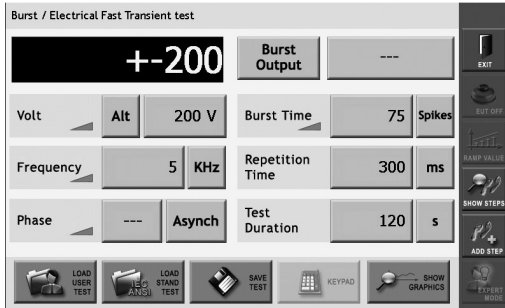 Burst / Electrical Fast Transient test
+-200
Burst
Output
---
EXIT
Volt
Alt
200 V
Burst Time
75
Spikes
EUT OFF
Frequency
5
KHz
Repetition
Time
300
ms
RAMP VALUE
SHOW STEPS
Phase
---
Asynch
Test
Duration
120
s
ADD STEP
LOAD
USER
TEST
IEC
ANSI
LOAD
STAND
TEST
SAVE
TEST
KEYPAD
SHOW
GRAPHICS
EXPERT
MODE